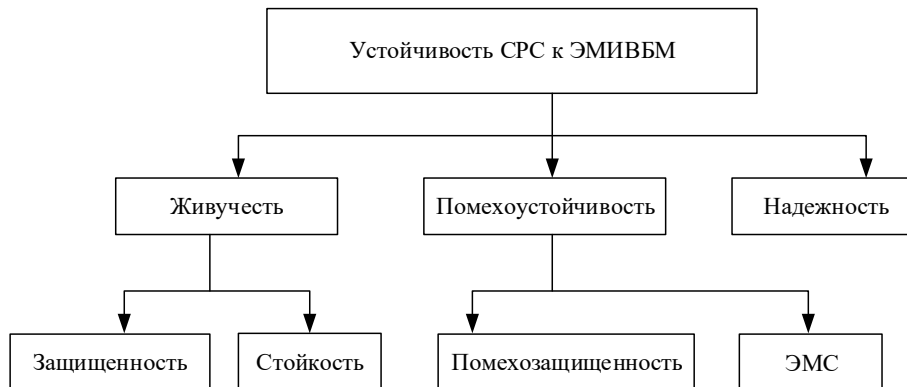 Устойчивость СРС к ЭМИВБМ
Живучесть
Помехоустойчивость
Надежность
Защищенность
Стойкость
Помехозащищенность
ЭМС